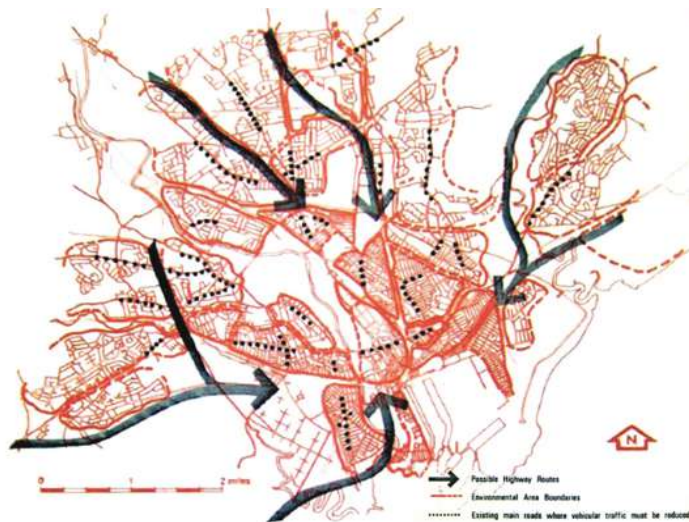 N
0 1 2 miles
Possible Highway Routes
Environmental Area Boundaries
Existing main roads where vehicular traffic must be reduced